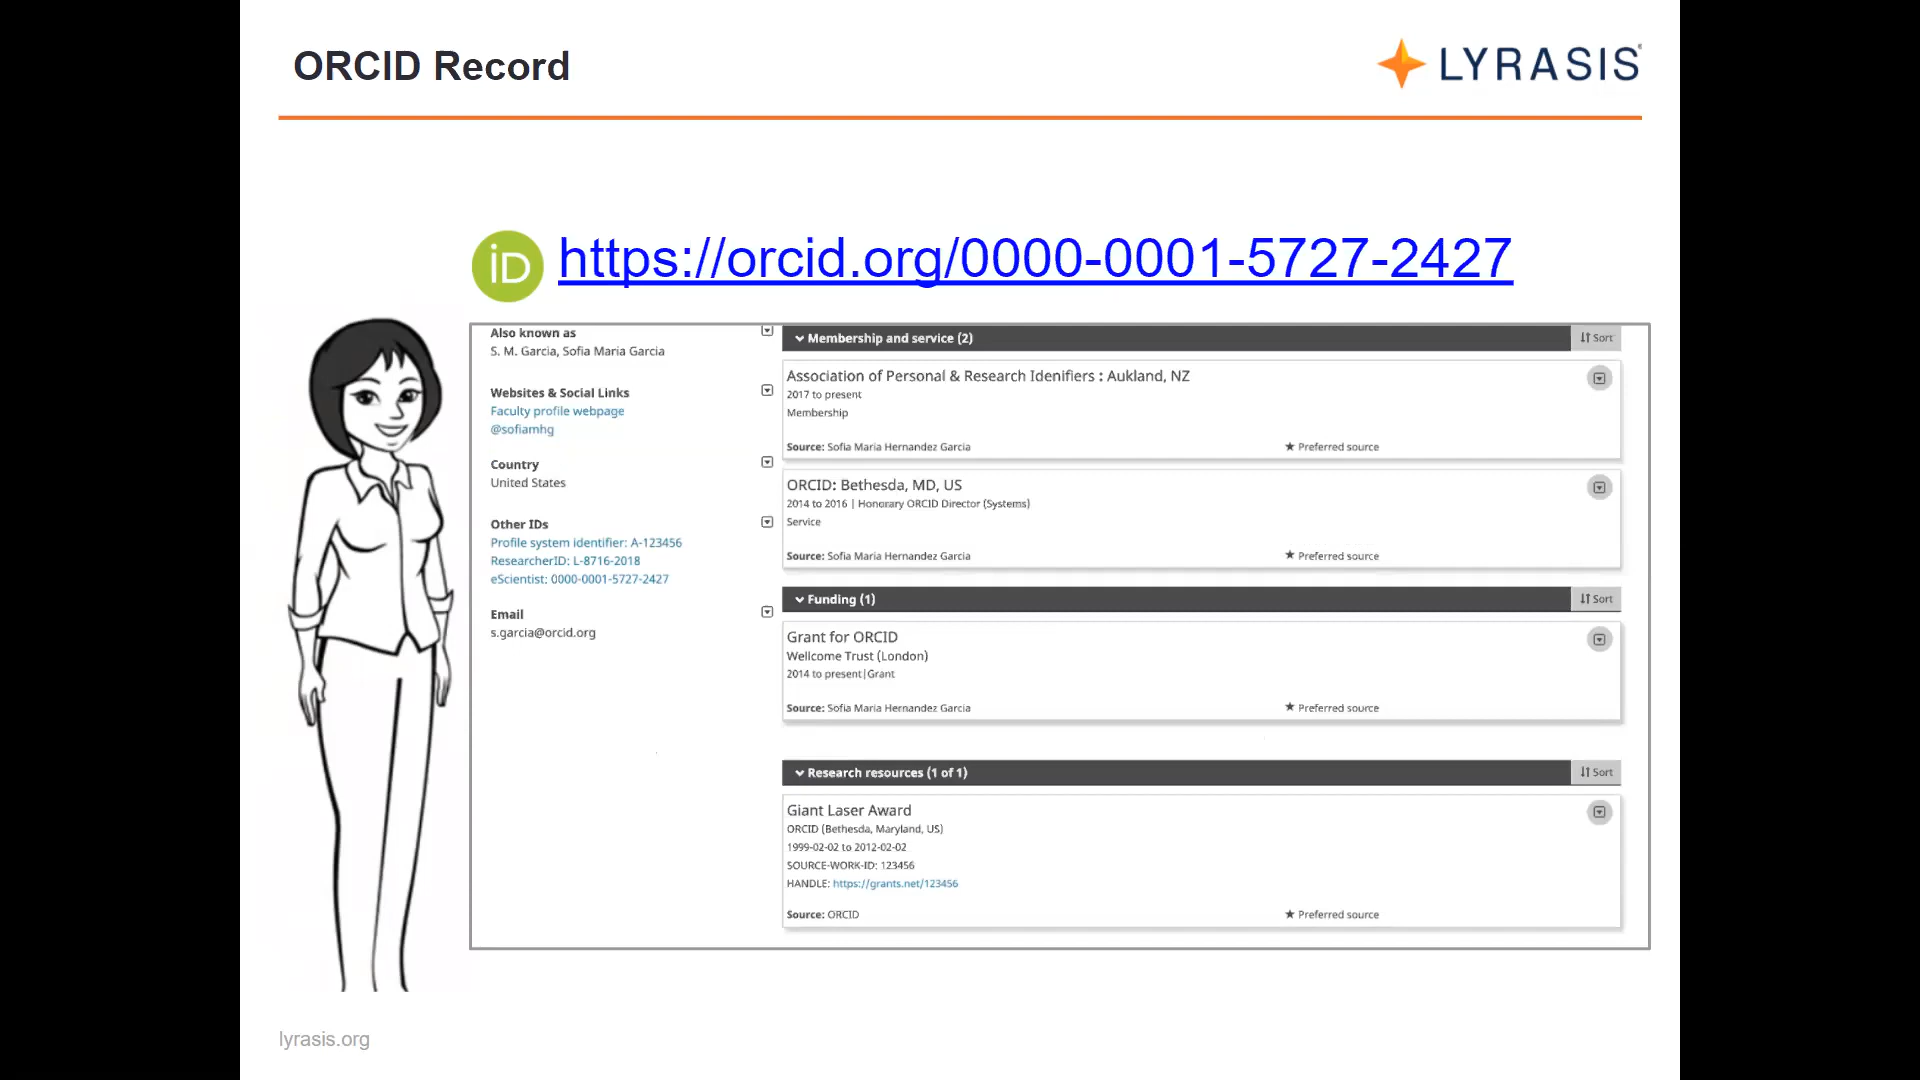 ORCID Record
LYRASIS
iD https://orcid.org/0000-0001-5727-2427
Also known as
S. M. Garcia, Sofia Maria Garcia
Websites & Social Links
Faculty profile webpage
@sofiamhg
Country
United States
Other IDs
Profile system identifier: A-123456
ResearcherID: L-8716-2018
eScientist: 0000-0001-5727-2427
Email
s.garcia@orcid.org
Membership and service (2)
Sort
Association of Personal & Research Idenifiers : Aukland, NZ
2017 to present
Membership
Source: Sofia Maria Hernandez Garcia
★ Preferred source
ORCID: Bethesda, MD, US
2014 to 2016 | Honorary ORCID Director (Systems)
Service
Source: Sofia Maria Hernandez Garcia
★ Preferred source
Funding (1)
Sort
Grant for ORCID
Wellcome Trust (London)
2014 to present|Grant
Source: Sofia Maria Hernandez Garcia
★ Preferred source
Research resources (1 of 1)
Sort
Giant Laser Award
ORCID (Bethesda, Maryland, US)
1999-02-02 to 2012-02-02
SOURCE-WORK-ID: 123456
HANDLE: https://grants.net/123456
Source: ORCID
★ Preferred source
lyrasis.org